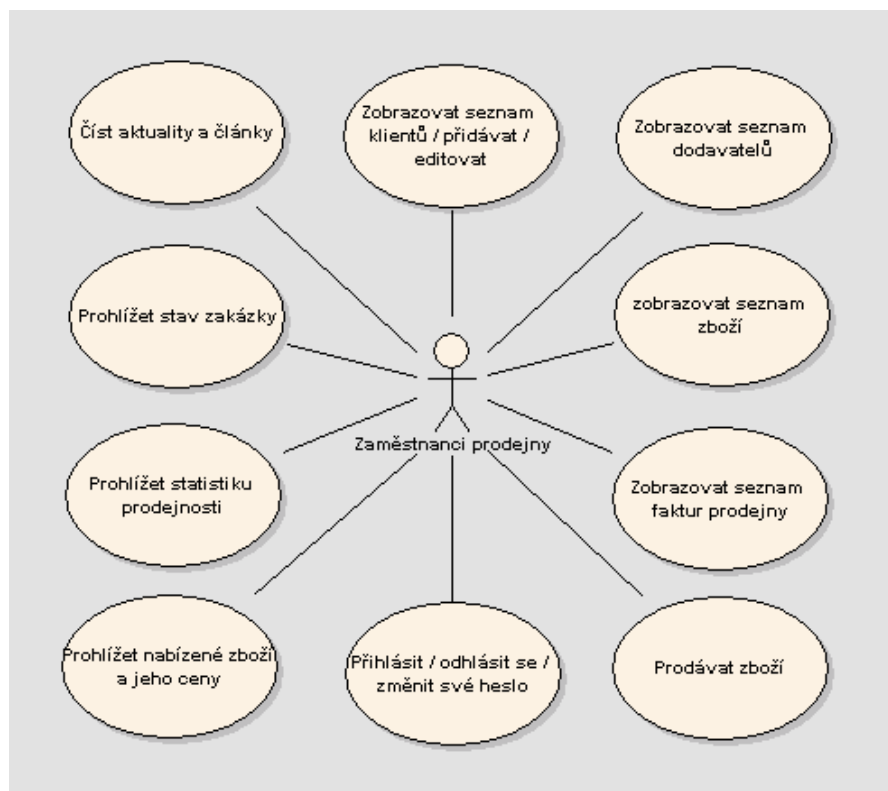 Číst aktuality a články
Zobrazovat seznam
klientů / přidávat /
editovat
Zobrazovat seznam
dodavatelů
Prohlížet stav zakázky
zobrazovat seznam
zboží
Zaměstnanci prodejny
Prohlížet statistiku
prodejnosti
Zobrazovat seznam
faktur prodejny
Prohlížet nabízené zboží
a jeho ceny
Přihlásit / odhlásit se /
změnit své heslo
Prodávat zboží